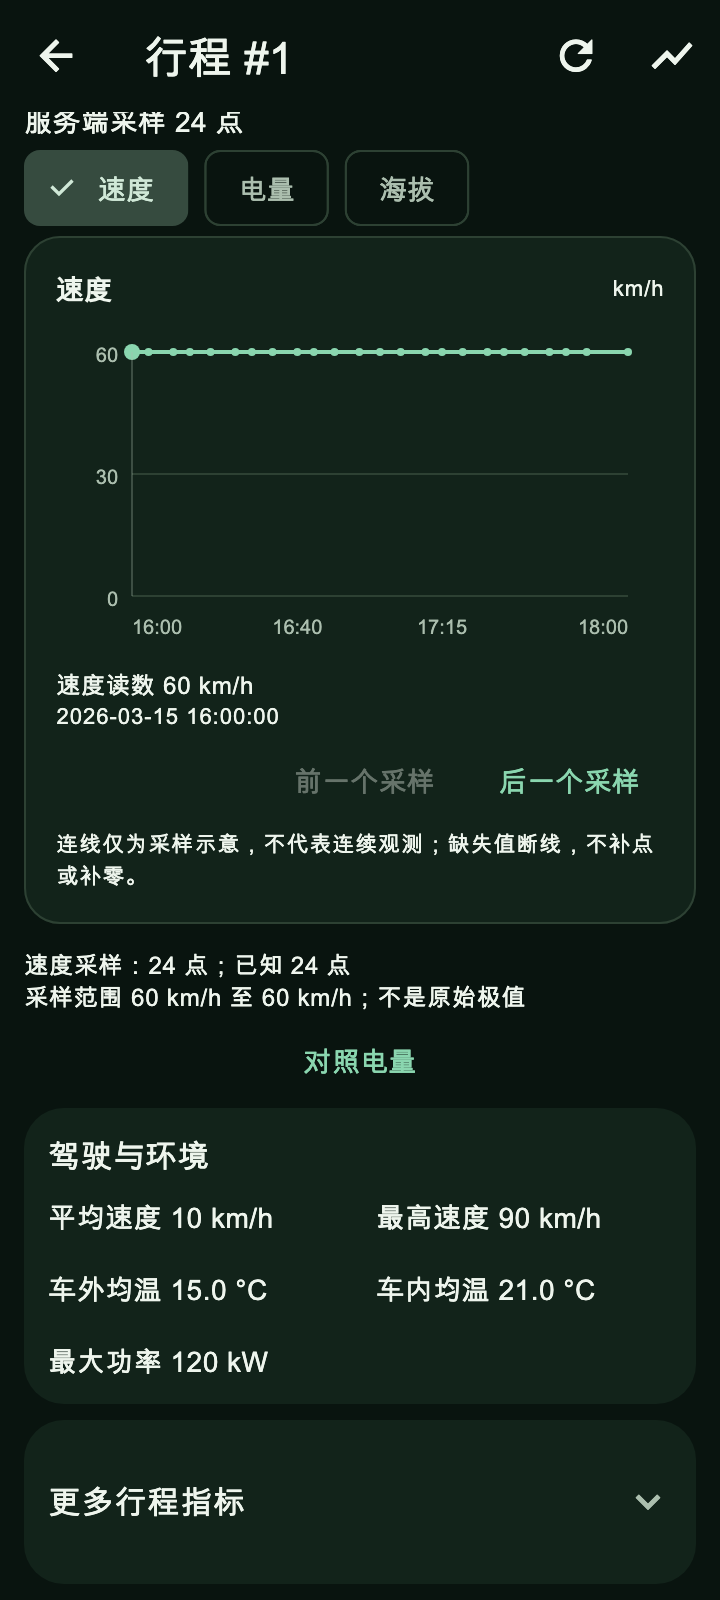 行程 #1
服务端采样 24 点
速度
电量
海拔
速度
km/h
60
30
0
16:00
16:40
17:15
18:00
速度读数 60 km/h
2026-03-15 16:00:00
前一个采样
后一个采样
连线仅为采样示意，不代表连续观测；缺失值断线，不补点
或补零。
速度采样：24 点；已知 24 点
采样范围 60 km/h 至 60 km/h；不是原始极值
对照电量
驾驶与环境
平均速度 10 km/h
最高速度 90 km/h
车外均温 15.0 °C
车内均温 21.0 °C
最大功率 120 kW
更多行程指标